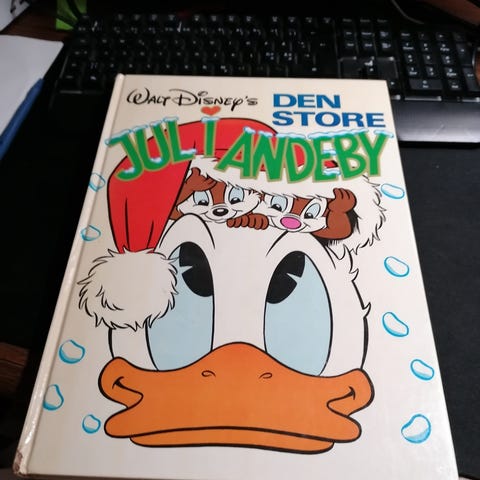 WALT DISNEY'S
DEN
STORE
JUL i ANDEBY